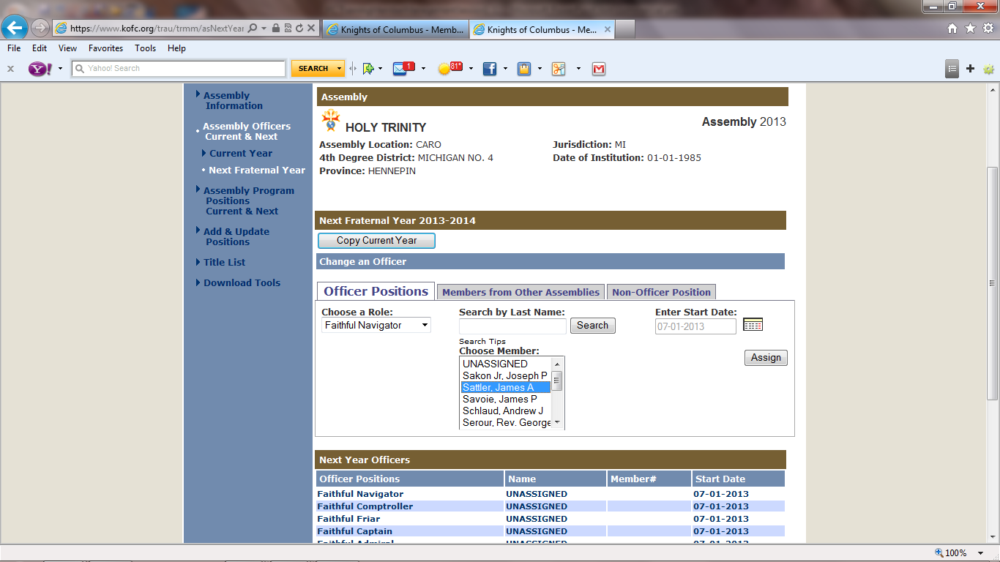 https://www.kofc.org/trau/trmm/asNextYear
Knights of Columbus - Memb...
Knights of Columbus - Me...
File Edit View Favorites Tools Help
Yahoo! Search
SEARCH
1
81°
Assembly
Information
Assembly Officers
Current & Next
Current Year
Next Fraternal Year
Assembly Program
Positions
Current & Next
Add & Update
Positions
Title List
Download Tools
Assembly
HOLY TRINITY
Assembly 2013
Assembly Location: CARO Jurisdiction: MI
4th Degree District: MICHIGAN NO. 4 Date of Institution: 01-01-1985
Province: HENNEPIN
Next Fraternal Year 2013-2014
Copy Current Year
Change an Officer
Officer Positions Members from Other Assemblies Non-Officer Position
Choose a Role: Search by Last Name: Enter Start Date:
Faithful Navigator Search 07-01-2013
Search Tips
Choose Member:
Assign
UNASSIGNED
Sakon Jr, Joseph P
Sattler, James A
Savoie, James P
Schlaud, Andrew J
Serour, Rev. George
Next Year Officers
Officer Positions Name Member# Start Date
Faithful Navigator UNASSIGNED 07-01-2013
Faithful Comptroller UNASSIGNED 07-01-2013
Faithful Friar UNASSIGNED 07-01-2013
Faithful Captain UNASSIGNED 07-01-2013
Faithful Admiral UNASSIGNED 07-01-2013
100%